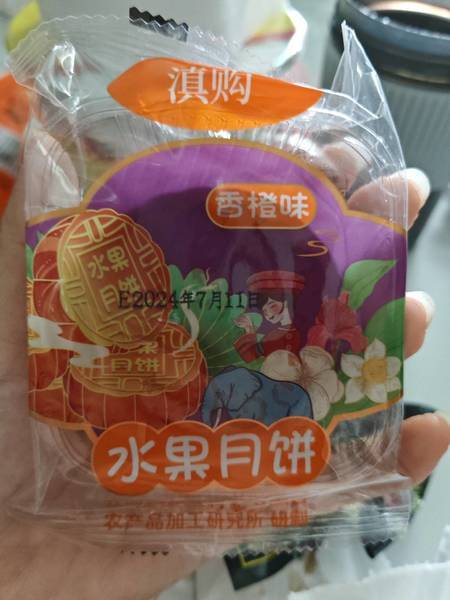 滇购
香橙味
水果
月饼
E2024年7月11日
水果
月饼
水果月饼
农产品加工研究所 研制